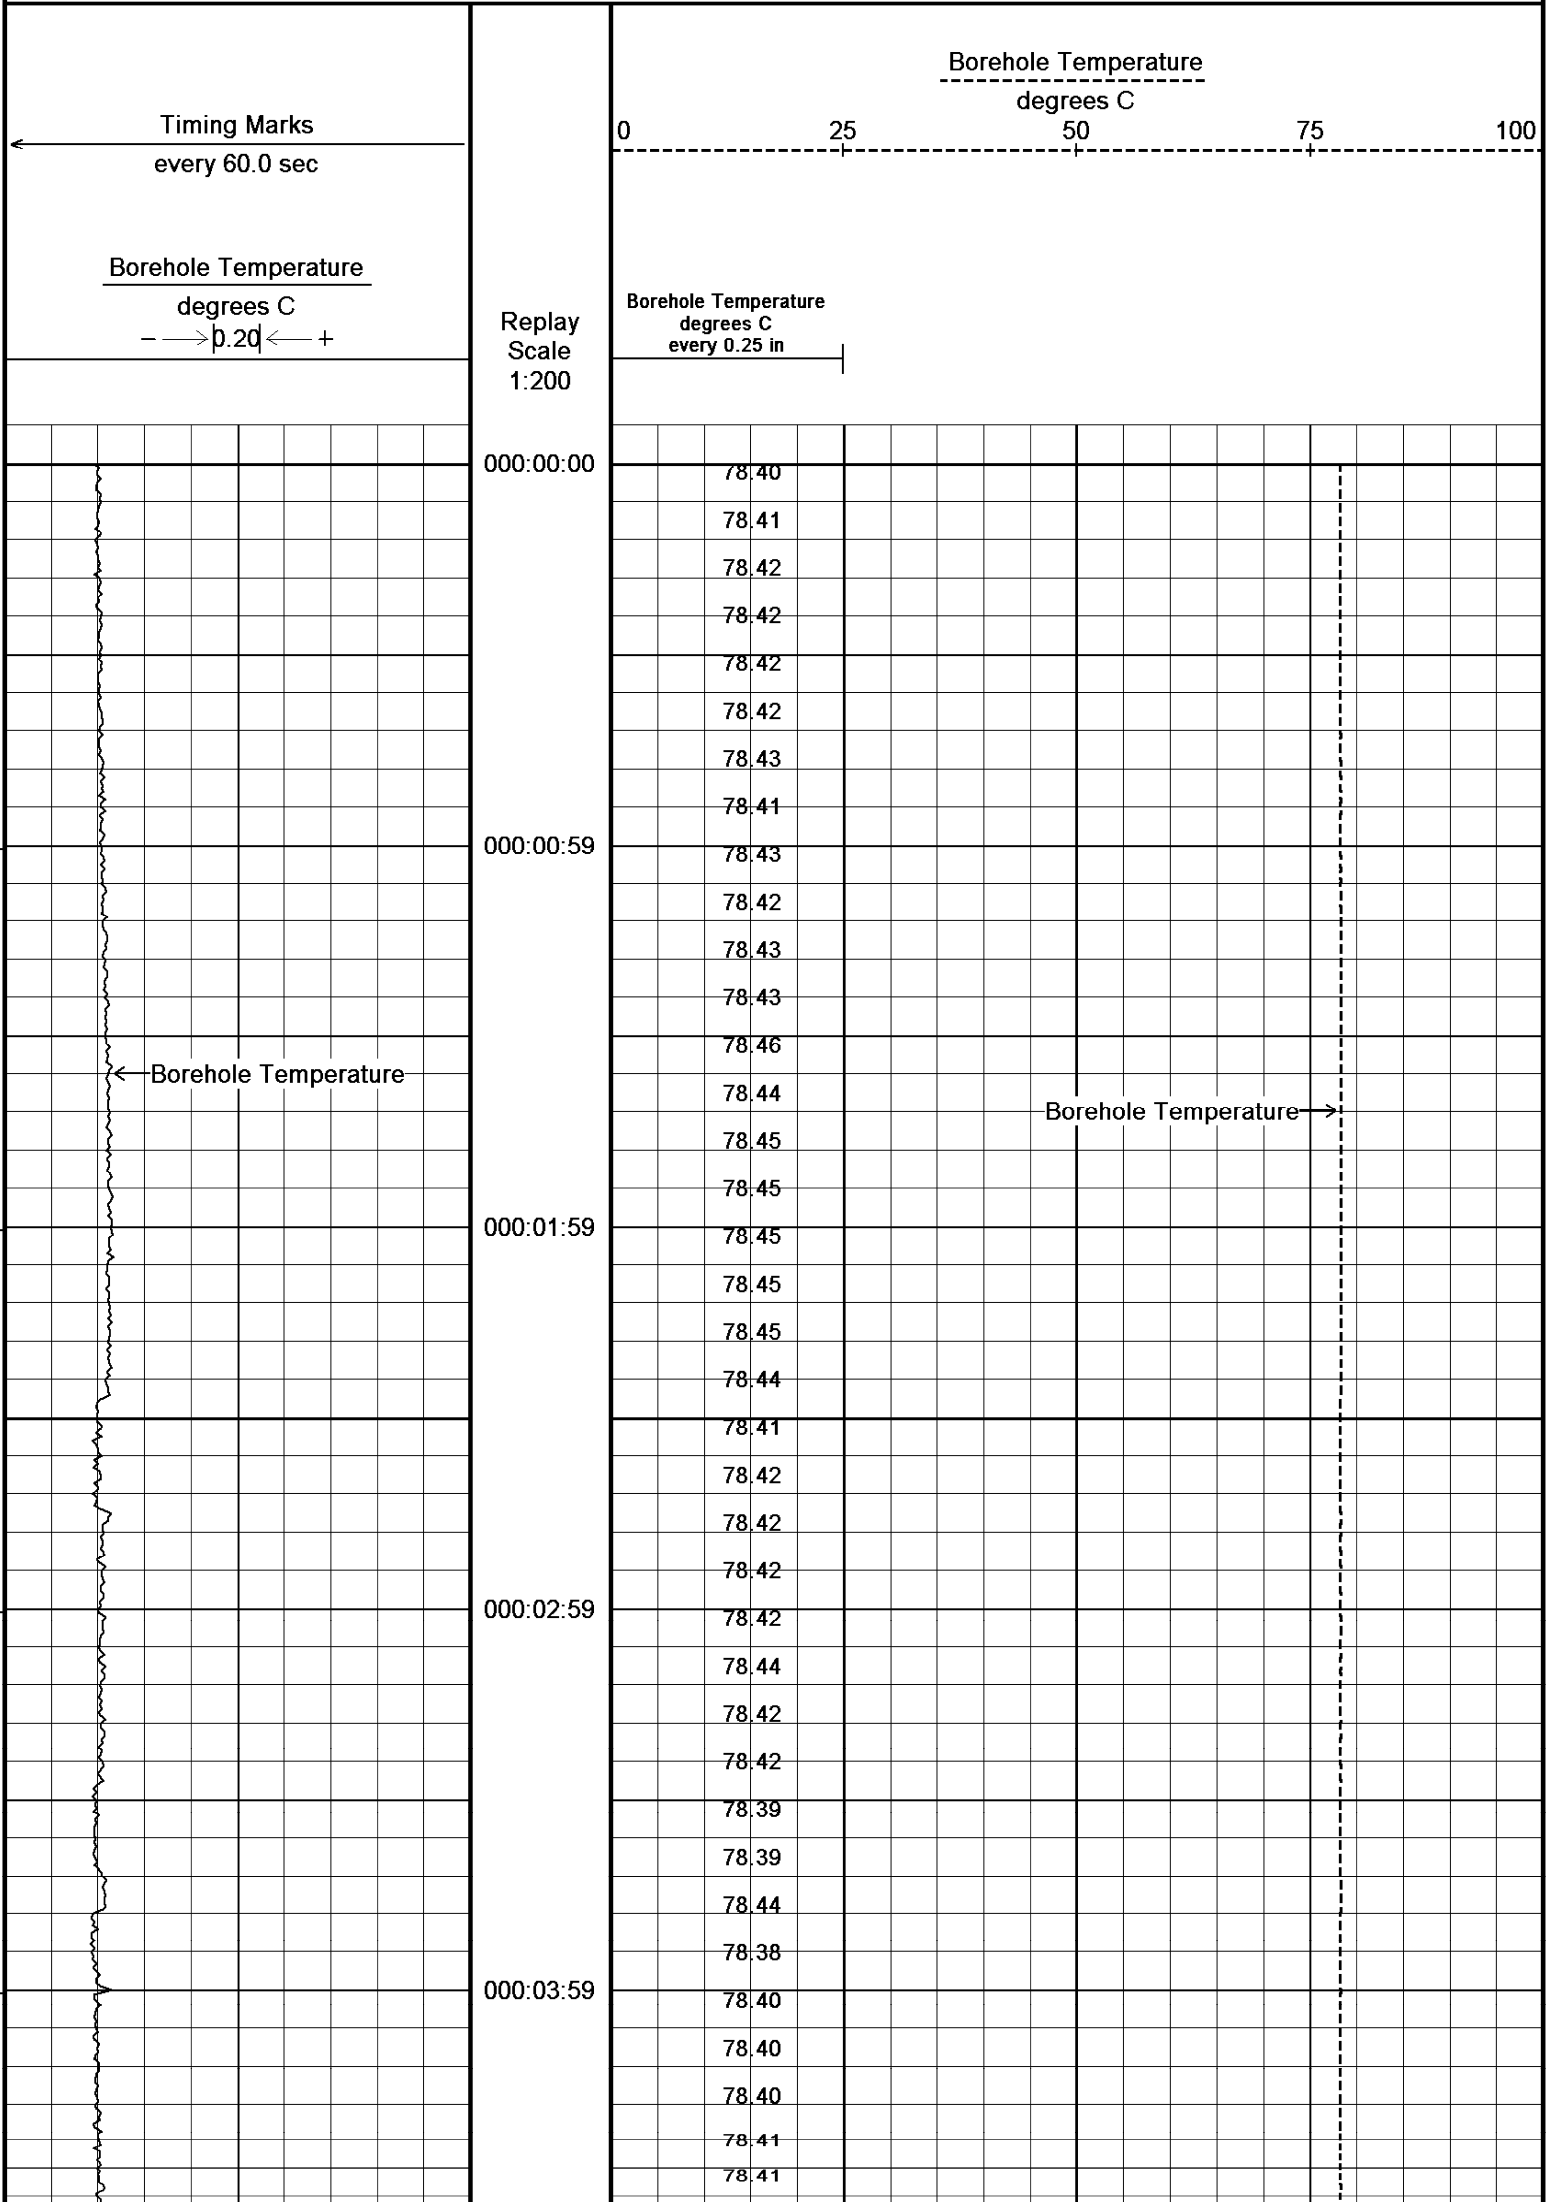 Borehole Temperature
degrees C
0 25 50 75 100
Timing Marks
every 60.0 sec
Borehole Temperature
degrees C
− 0.20 +
Replay
Scale
1:200
Borehole Temperature
degrees C
every 0.25 in
000:00:00
78.40
78.41
78.42
78.42
78.42
78.42
78.43
78.41
000:00:59
78.43
78.42
78.43
78.43
78.46
Borehole Temperature
78.44
Borehole Temperature
78.45
78.45
000:01:59
78.45
78.45
78.45
78.44
78.41
78.42
78.42
78.42
000:02:59
78.42
78.44
78.42
78.42
78.39
78.39
78.44
78.38
000:03:59
78.40
78.40
78.40
78.41
78.41